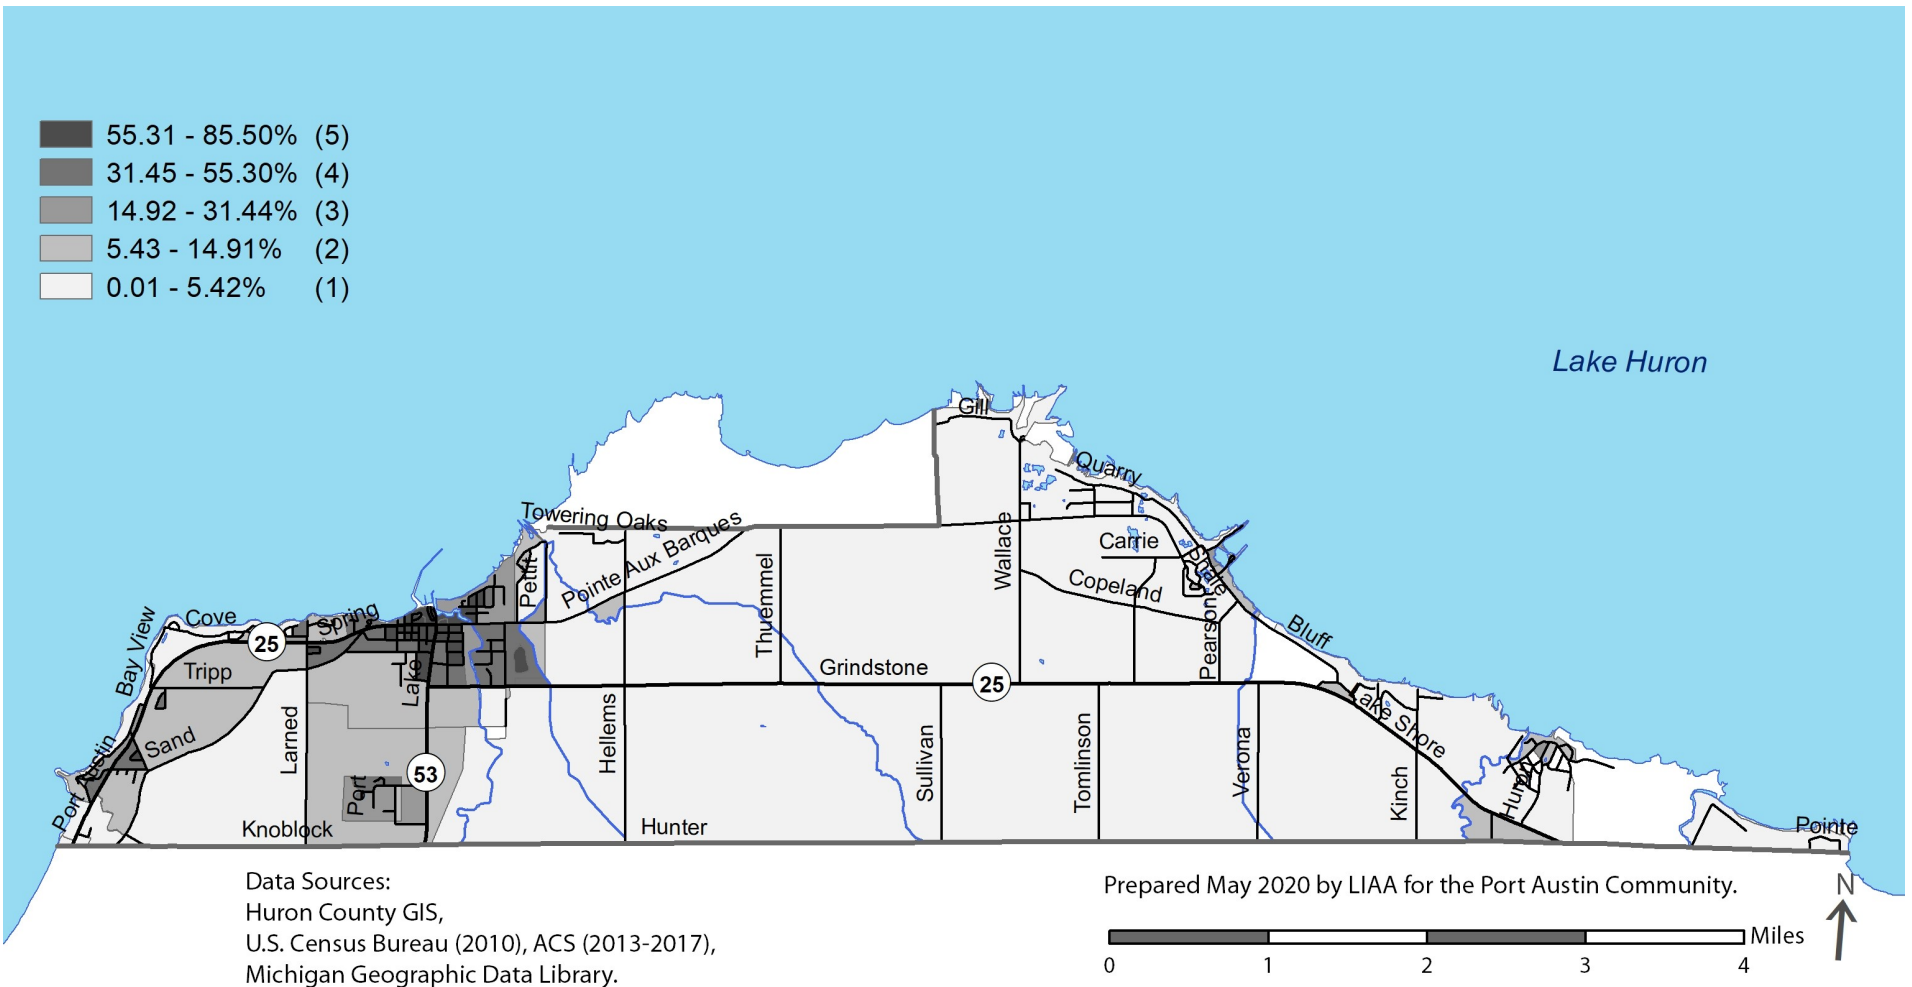 55.31 - 85.50% (5)
31.45 - 55.30% (4)
14.92 - 31.44% (3)
5.43 - 14.91% (2)
0.01 - 5.42% (1)
Lake Huron
Gill
Quarry
Towering Oaks
Pointe Aux Barques
Pettit
Thuemmel
Wallace
Carrie
Copeland
Pearson
Bluff
Bay View
Cove
Spring
25
Tripp
Lake
Grindstone
25
Lake Shore
Port Austin
Sand
Larned
53
Port
Hellems
Sullivan
Tomlinson
Verona
Kinch
Huron
Knoblock
Hunter
Pointe
Data Sources:
Huron County GIS,
U.S. Census Bureau (2010), ACS (2013-2017),
Michigan Geographic Data Library.
Prepared May 2020 by LIAA for the Port Austin Community.
N
Miles
0 1 2 3 4